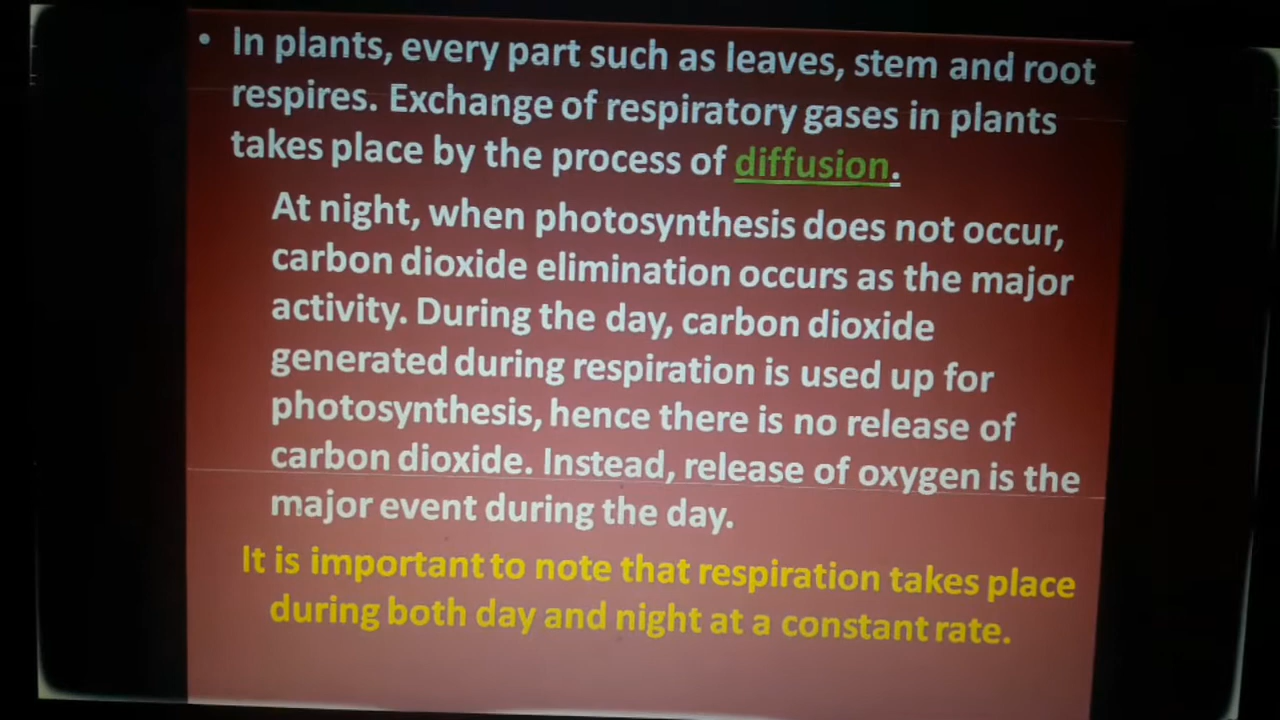 • In plants, every part such as leaves, stem and root
respires. Exchange of respiratory gases in plants
takes place by the process of diffusion.
At night, when photosynthesis does not occur,
carbon dioxide elimination occurs as the major
activity. During the day, carbon dioxide
generated during respiration is used up for
photosynthesis, hence there is no release of
carbon dioxide. Instead, release of oxygen is the
major event during the day.
It is important to note that respiration takes place
during both day and night at a constant rate.